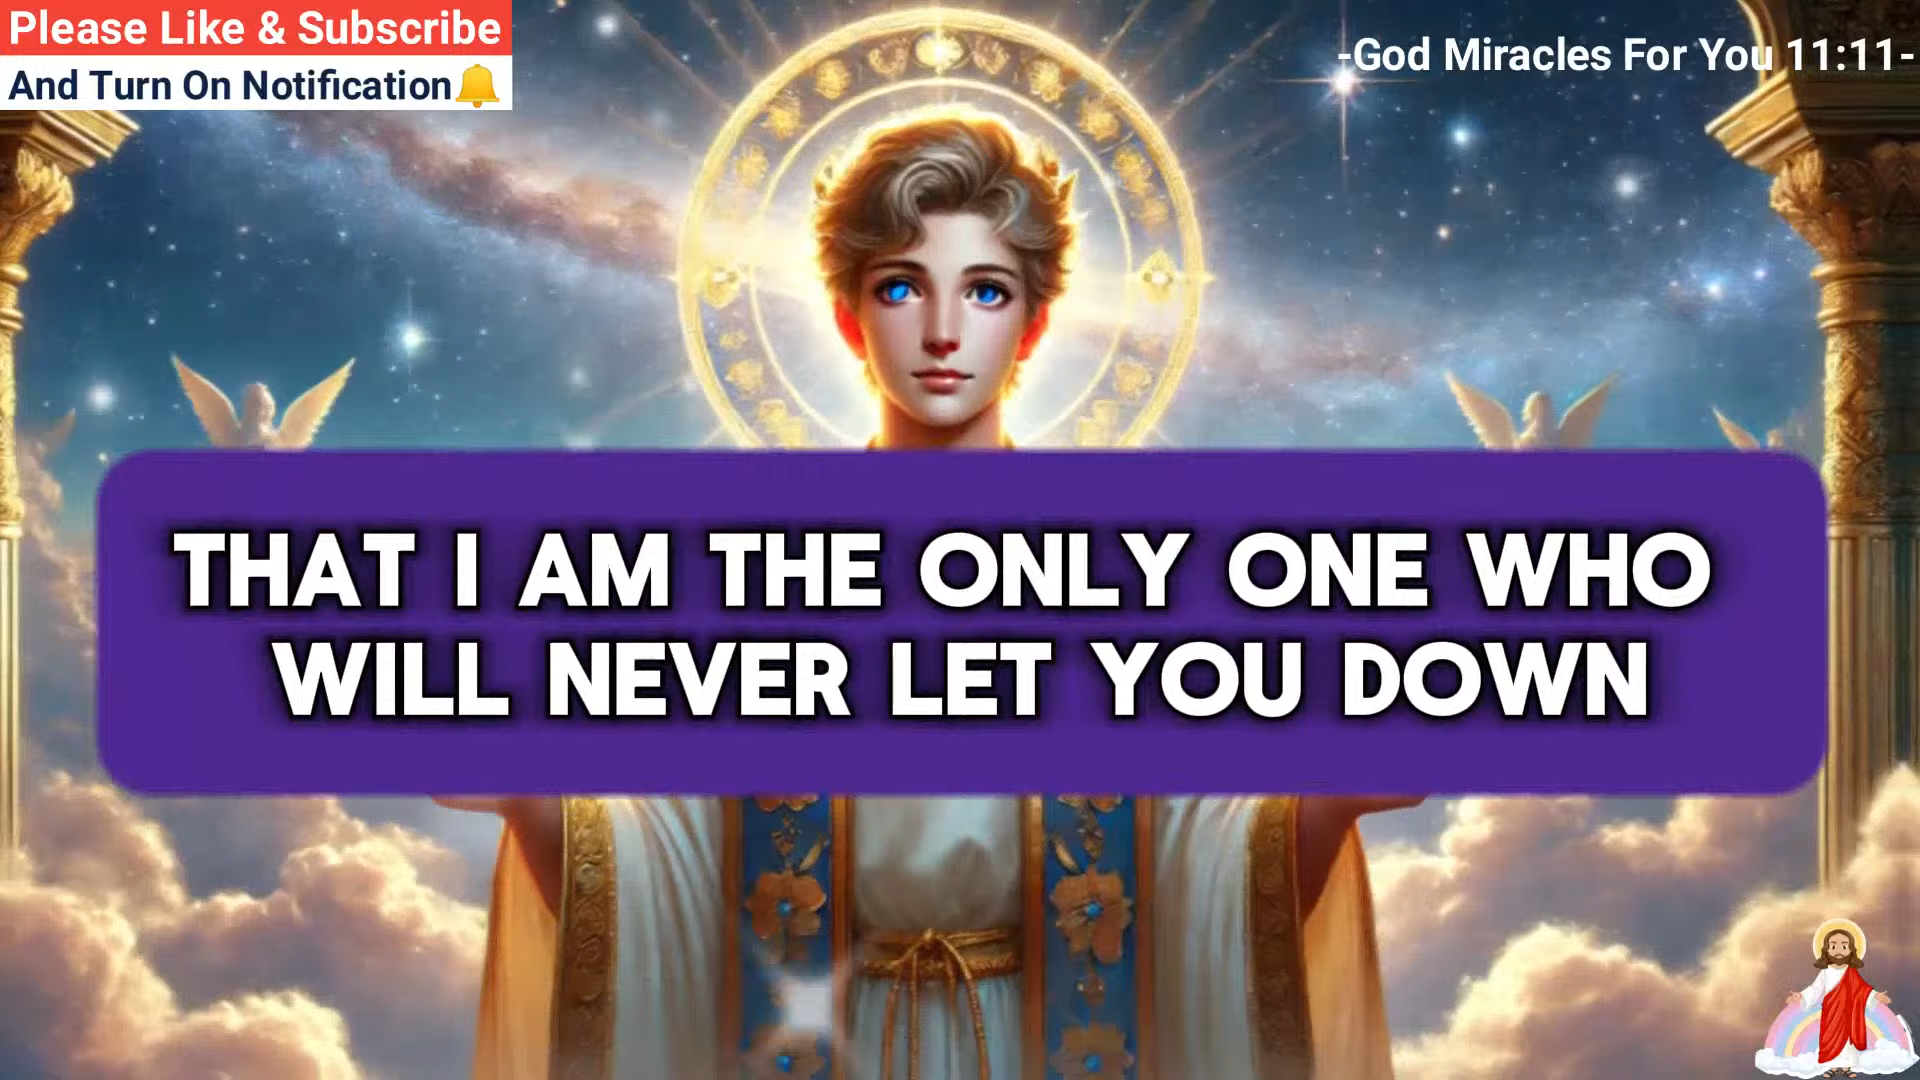 Please Like & Subscribe
And Turn On Notification🔔
-God Miracles For You 11:11-
THAT I AM THE ONLY ONE WHO
WILL NEVER LET YOU DOWN